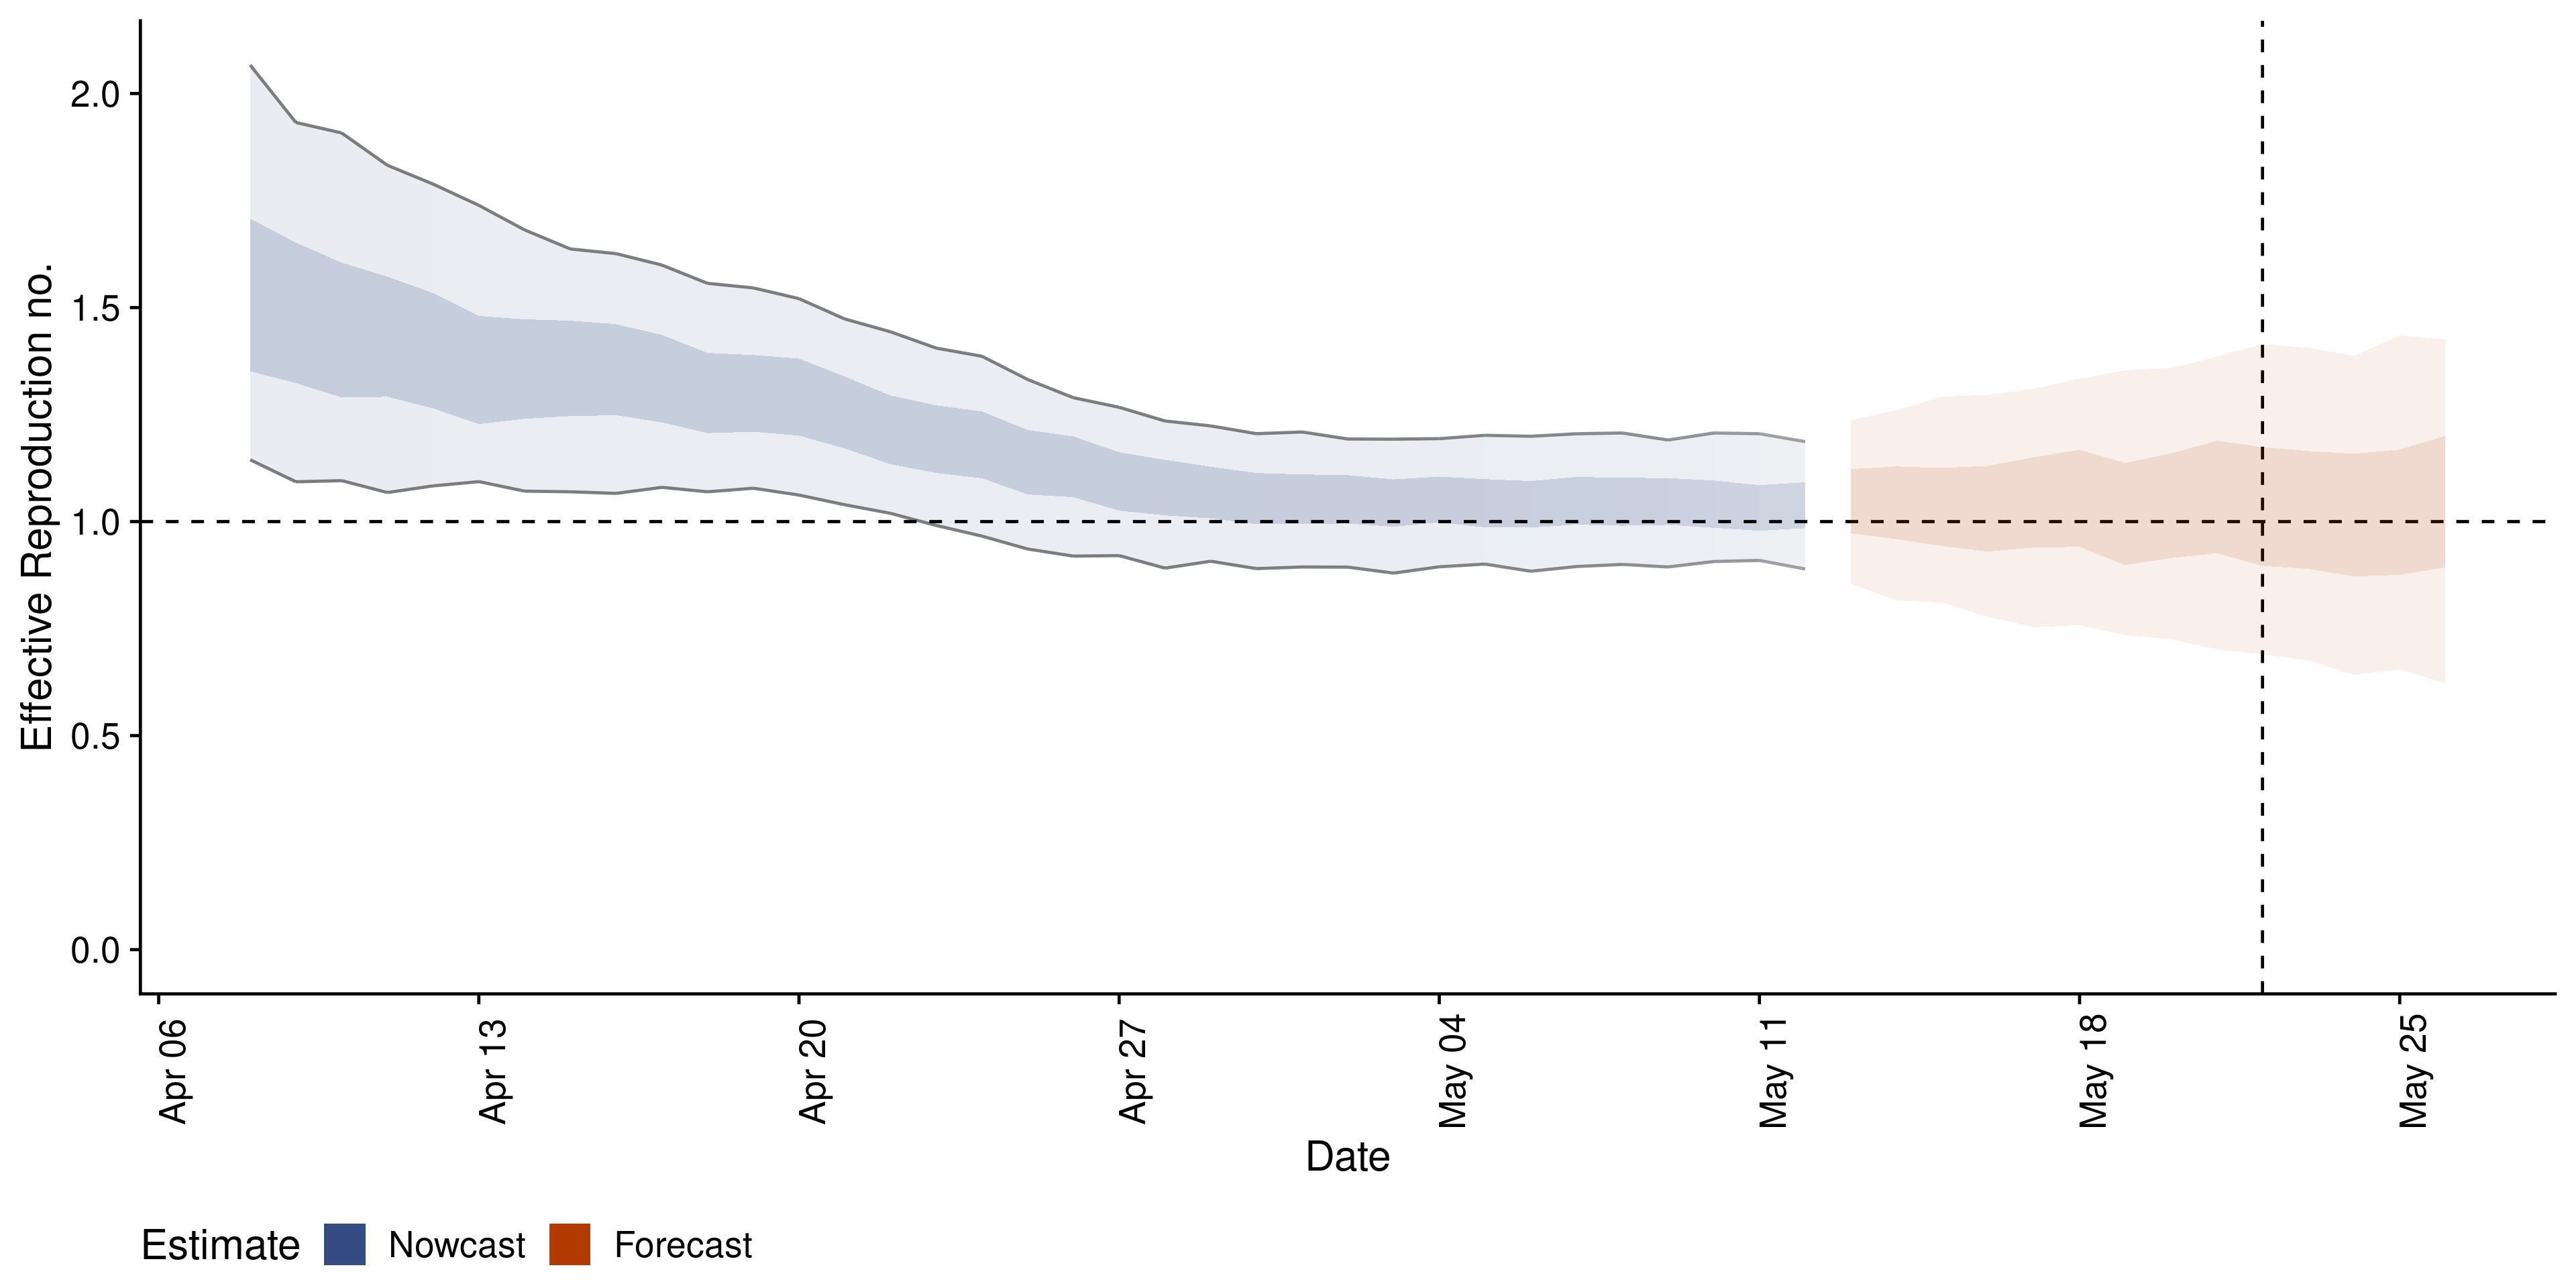 Effective Reproduction no.
2.0
1.5
1.0
0.5
0.0
Apr 06
Apr 13
Apr 20
Apr 27
May 04
May 11
May 18
May 25
Date
Estimate Nowcast Forecast